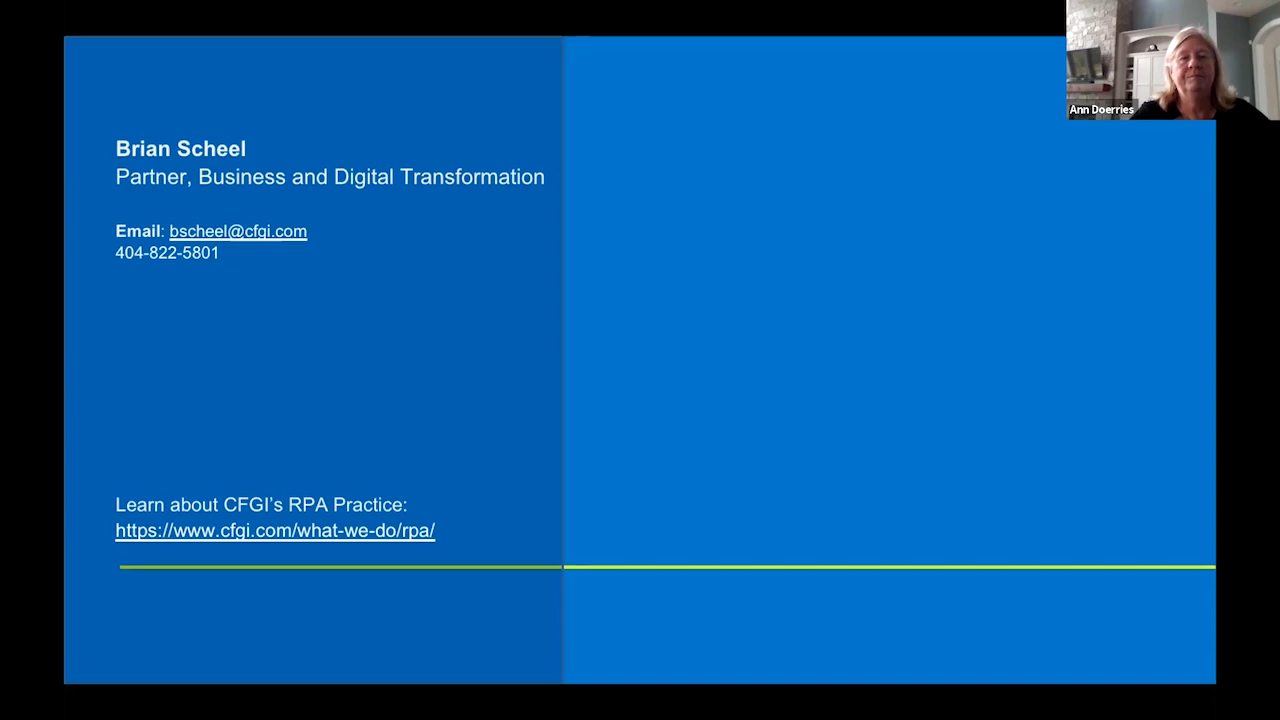 Brian Scheel
Partner, Business and Digital Transformation
Email: bscheel@cfgi.com
404-822-5801
Learn about CFGI's RPA Practice:
https://www.cfgi.com/what-we-do/rpa/
Ann Doerries